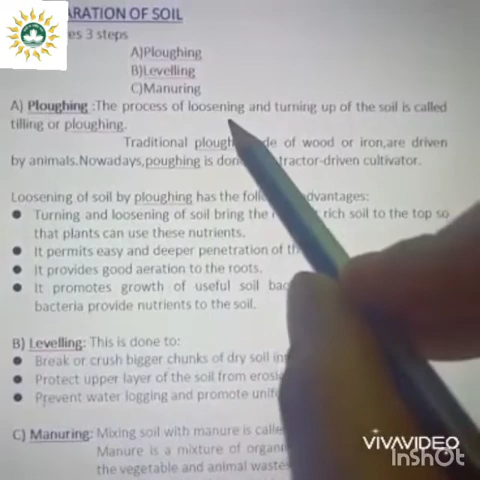 ARATION OF SOIL
es 3 steps
A)Ploughing
B)Levelling
C)Manuring
A) Ploughing :The process of loosening and turning up of the soil is called
tilling or ploughing.
Traditional plough de of wood or iron,are driven
by animals.Nowadays,poughing is don tractor-driven cultivator.
Loosening of soil by ploughing has the foll dvantages:
● Turning and loosening of soil bring the rich soil to the top so
that plants can use these nutrients.
● It permits easy and deeper penetration of th
● It provides good aeration to the roots.
● It promotes growth of useful soil bac
bacteria provide nutrients to the soil.
B) Levelling: This is done to:
● Break or crush bigger chunks of dry soil in
● Protect upper layer of the soil from erosi
● Prevent water logging and promote unif
C) Manuring: Mixing soil with manure is calle
Manure is a mixture of organ
the vegetable and animal waste
VIVAVIDEO
InShOt